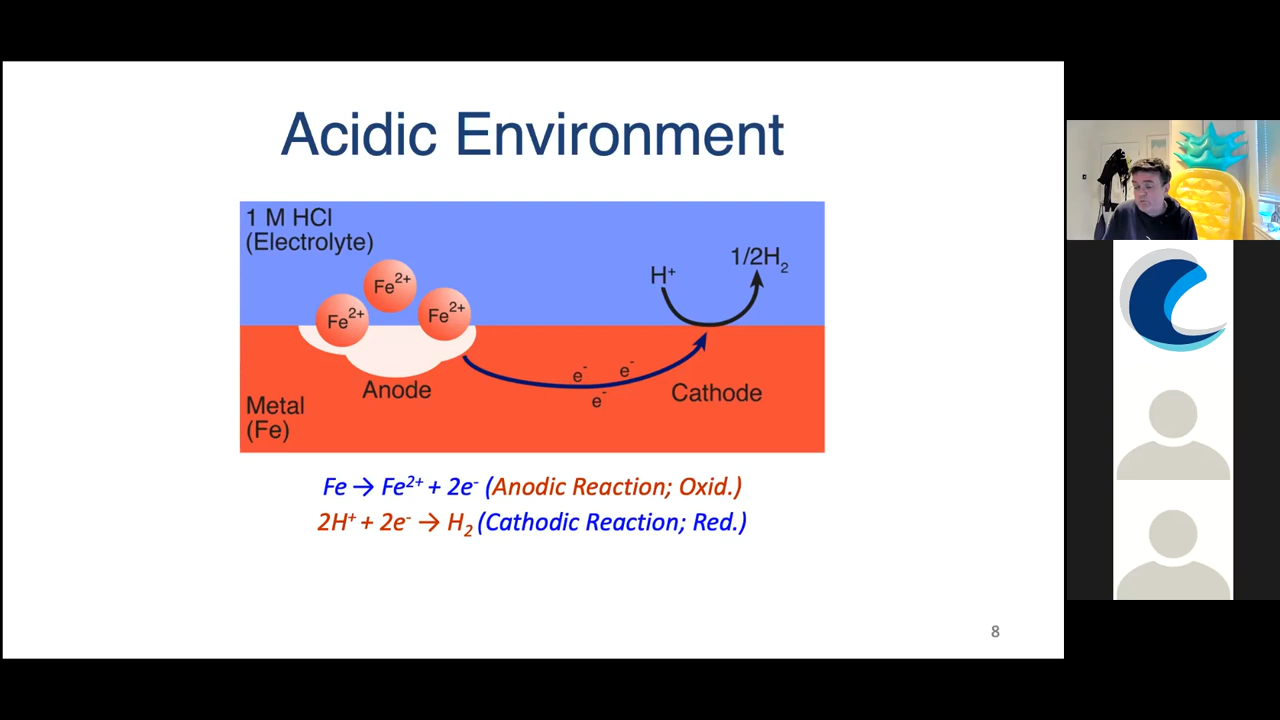 Acidic Environment
1 M HCl
(Electrolyte)
Fe²⁺
Fe²⁺
Fe²⁺
H⁺
1/2H₂
e⁻
e⁻
e⁻
Anode
Cathode
Metal
(Fe)
Fe → Fe²⁺ + 2e⁻ (Anodic Reaction; Oxid.)
2H⁺ + 2e⁻ → H₂ (Cathodic Reaction; Red.)
8